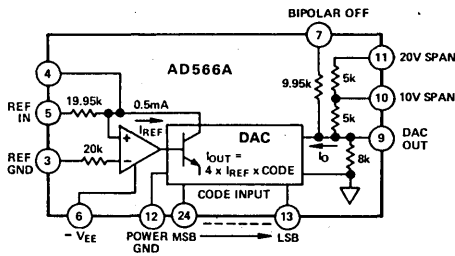 BIPOLAR OFF
7
4
AD566A
11
20V SPAN
9.95k
5k
REF
IN
5
19.95k
0.5mA
10
10V SPAN
IREF
DAC
5k
9
DAC
OUT
IO
REF
GND
3
20k
IOUT =
4 × IREF × CODE
8k
CODE INPUT
6
12
24
13
– VEE
POWER
GND
MSB
LSB
+
–